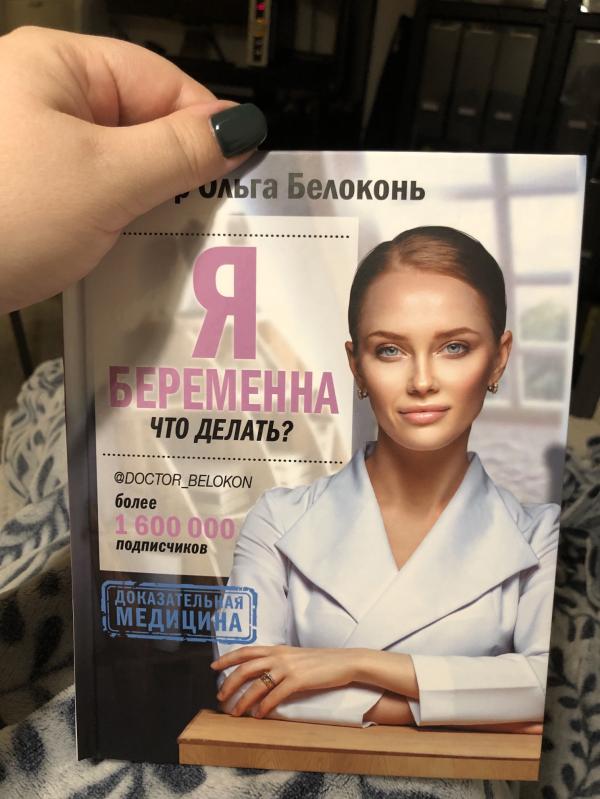 Ольга Белоконь
Я
БЕРЕМЕННА
ЧТО ДЕЛАТЬ?
@DOCTOR_BELOKON
более
1 600 000
подписчиков
ДОКАЗАТЕЛЬНАЯ
МЕДИЦИНА